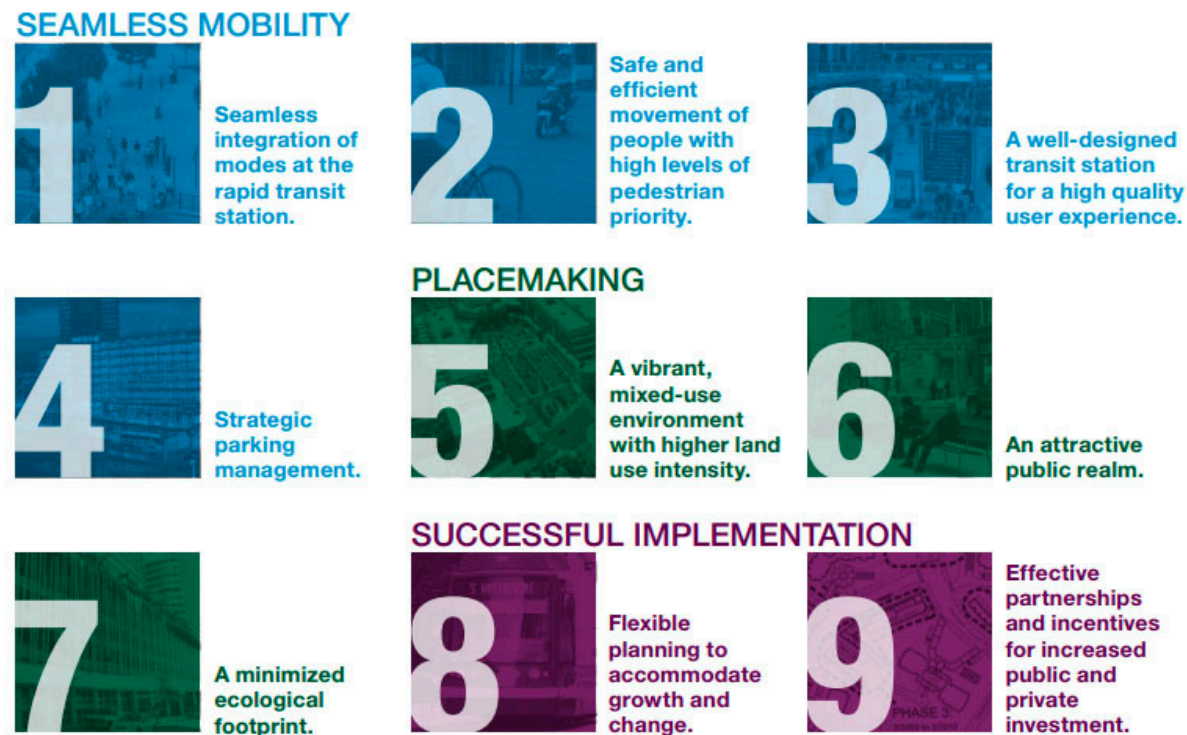 SEAMLESS MOBILITY
1
Seamless
integration of
modes at the
rapid transit
station.
2
Safe and
efficient
movement of
people with
high levels of
pedestrian
priority.
3
A well-designed
transit station
for a high quality
user experience.
4
Strategic
parking
management.
PLACEMAKING
5
A vibrant,
mixed-use
environment
with higher land
use intensity.
6
An attractive
public realm.
7
A minimized
ecological
footprint.
SUCCESSFUL IMPLEMENTATION
8
Flexible
planning to
accommodate
growth and
change.
9
PHASE 3:
Effective
partnerships
and incentives
for increased
public and
private
investment.